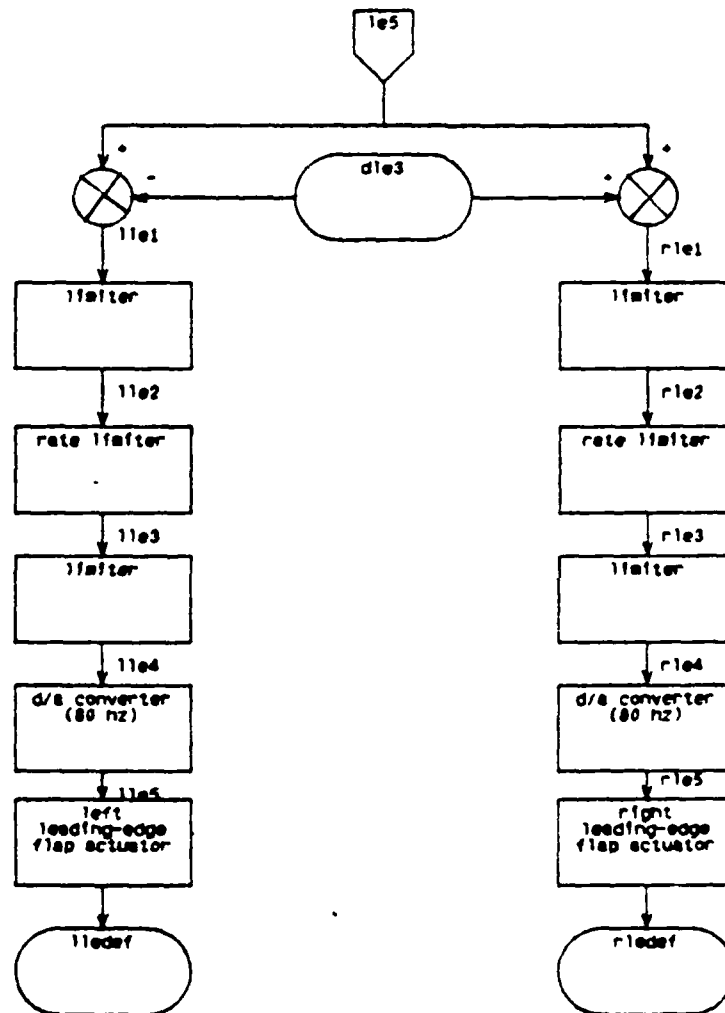 le5
+
+
-
dle3
+
lle1
rle1
limiter
limiter
lle2
rle2
rate limiter
rate limiter
lle3
rle3
limiter
limiter
lle4
rle4
d/a converter
(80 hz)
d/a converter
(80 hz)
lle5
rle5
left
leading-edge
flap actuator
right
leading-edge
flap actuator
lledef
rledef